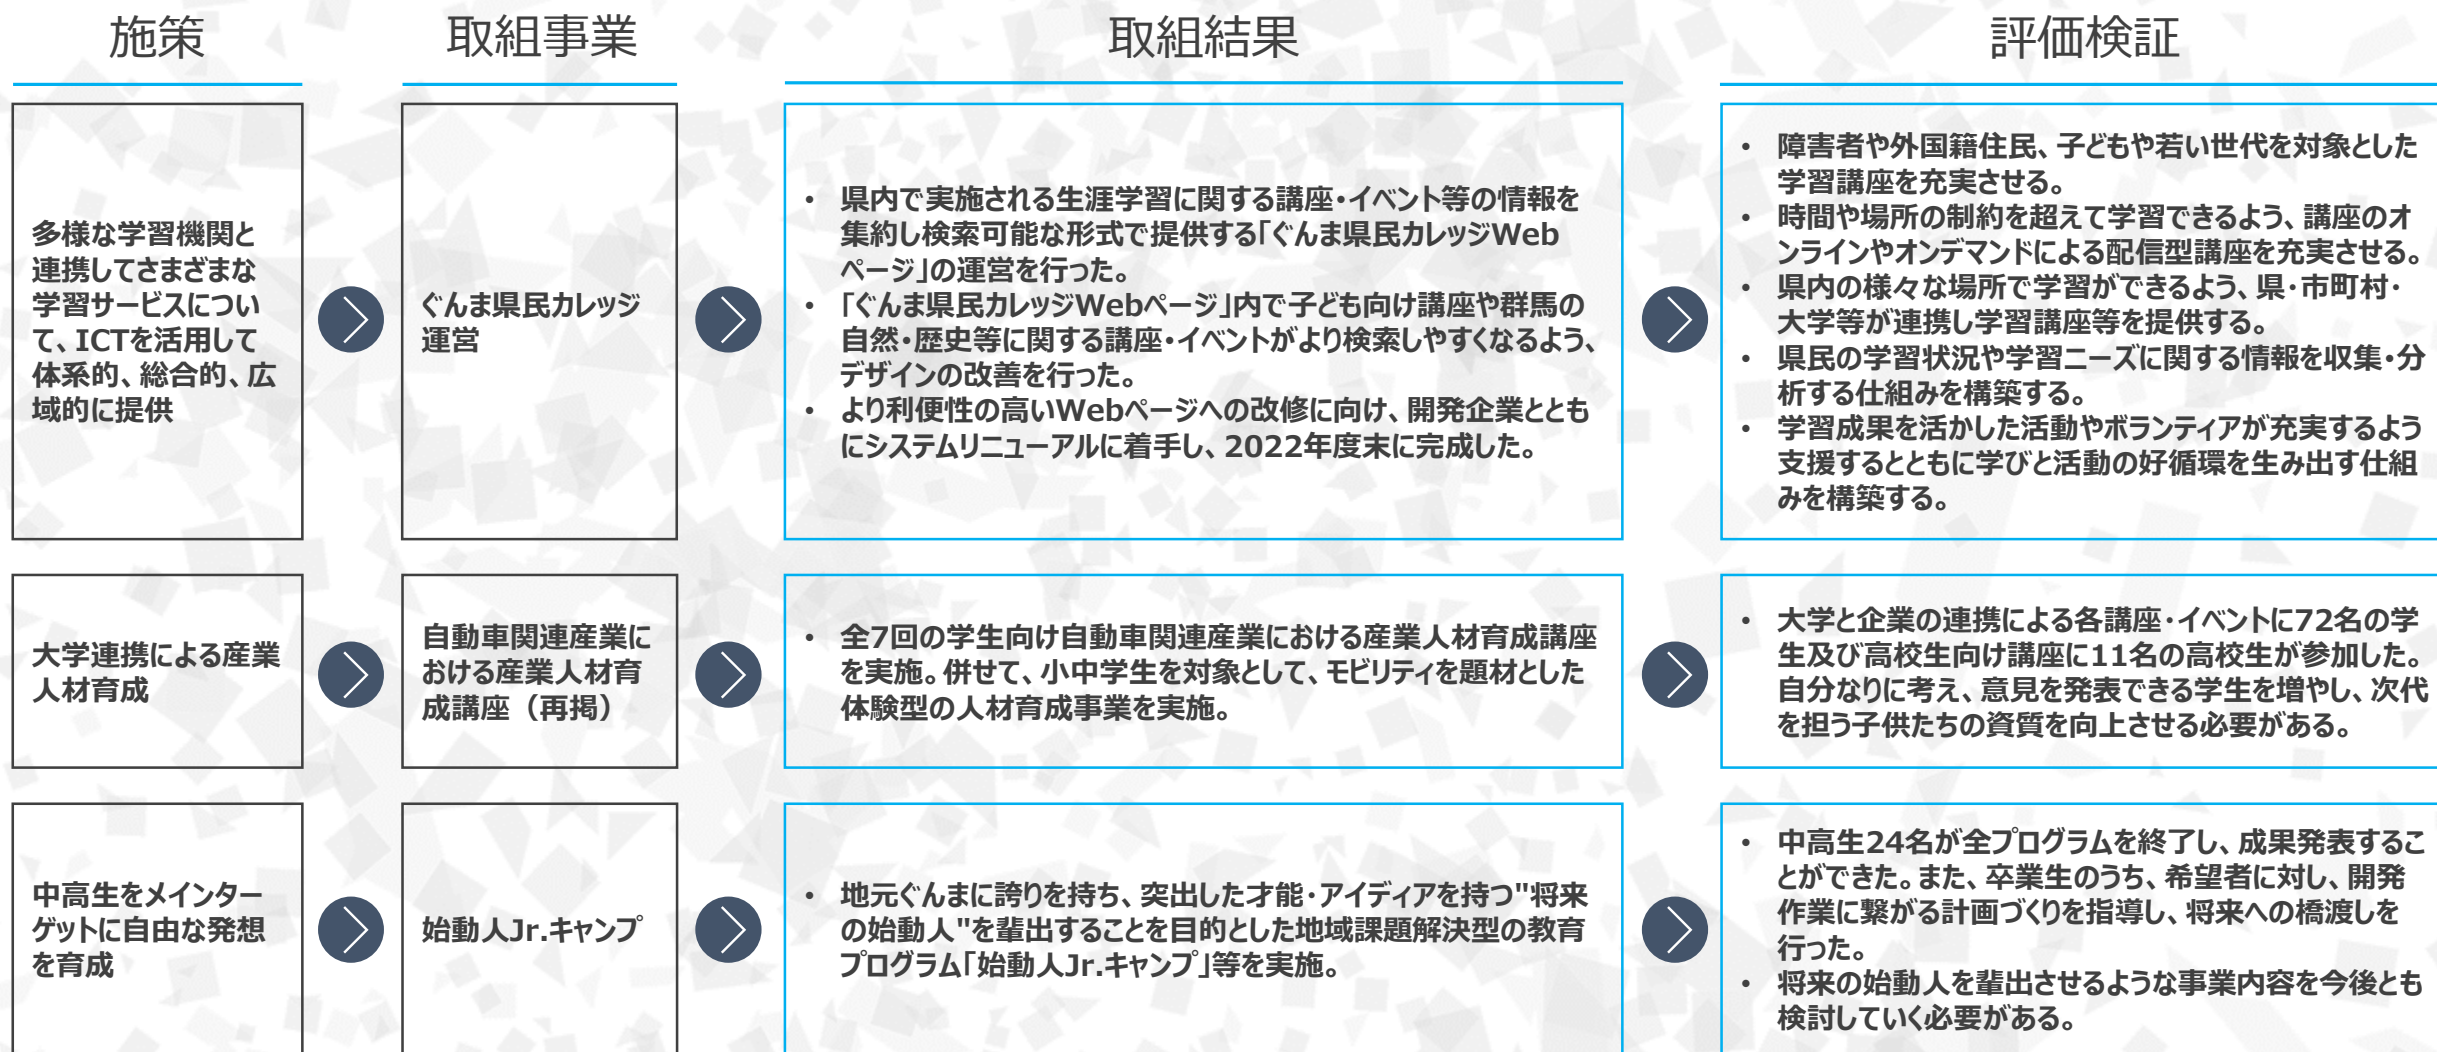 施策
取組事業
取組結果
評価検証
多様な学習機関と
連携してさまざまな
学習サービスについ
て、ICTを活用して
体系的、総合的、広
域的に提供
ぐんま県民カレッジ
運営
• 県内で実施される生涯学習に関する講座・イベント等の情報を
集約し検索可能な形式で提供する「ぐんま県民カレッジWeb
ページ」の運営を行った。
• 「ぐんま県民カレッジWebページ」内で子ども向け講座や群馬の
自然・歴史等に関する講座・イベントがより検索しやすくなるよう、
デザインの改善を行った。
• より利便性の高いWebページへの改修に向け、開発企業ととも
にシステムリニューアルに着手し、2022年度末に完成した。
• 障害者や外国籍住民、子どもや若い世代を対象とした
学習講座を充実させる。
• 時間や場所の制約を超えて学習できるよう、講座のオ
ンラインやオンデマンドによる配信型講座を充実させる。
• 県内の様々な場所で学習ができるよう、県・市町村・
大学等が連携し学習講座等を提供する。
• 県民の学習状況や学習ニーズに関する情報を収集・分
析する仕組みを構築する。
• 学習成果を活かした活動やボランティアが充実するよう
支援するとともに学びと活動の好循環を生み出す仕組
みを構築する。
大学連携による産業
人材育成
自動車関連産業に
おける産業人材育
成講座（再掲）
• 全7回の学生向け自動車関連産業における産業人材育成講座
を実施。併せて、小中学生を対象として、モビリティを題材とした
体験型の人材育成事業を実施。
• 大学と企業の連携による各講座・イベントに72名の学
生及び高校生向け講座に11名の高校生が参加した。
自分なりに考え、意見を発表できる学生を増やし、次代
を担う子供たちの資質を向上させる必要がある。
中高生をメインター
ゲットに自由な発想
を育成
始動人Jr.キャンプ
• 地元ぐんまに誇りを持ち、突出した才能・アイディアを持つ"将来
の始動人"を輩出することを目的とした地域課題解決型の教育
プログラム「始動人Jr.キャンプ」等を実施。
• 中高生24名が全プログラムを終了し、成果発表するこ
とができた。また、卒業生のうち、希望者に対し、開発
作業に繋がる計画づくりを指導し、将来への橋渡しを
行った。
• 将来の始動人を輩出させるような事業内容を今後とも
検討していく必要がある。